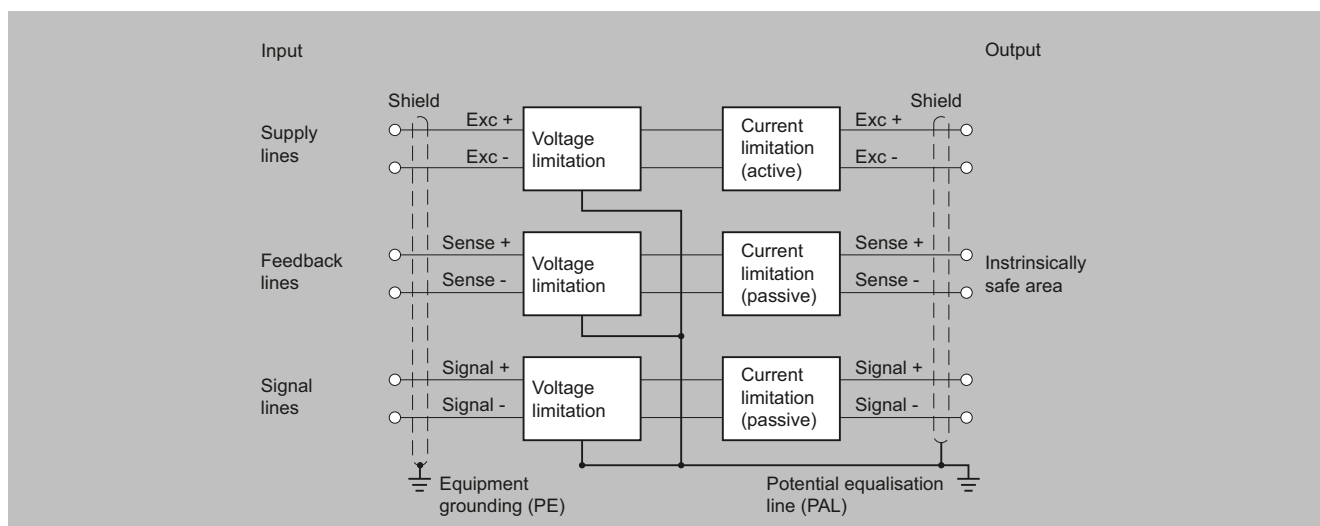 Input
Output
Shield
Shield
Supply
lines
Exc +
Exc -
Voltage
limitation
Current
limitation
(active)
Exc +
Exc -
Feedback
lines
Sense +
Sense -
Voltage
limitation
Current
limitation
(passive)
Sense +
Sense -
Instrinsically
safe area
Signal
lines
Signal +
Signal -
Voltage
limitation
Current
limitation
(passive)
Signal +
Signal -
Equipment
grounding (PE)
Potential equalisation
line (PAL)